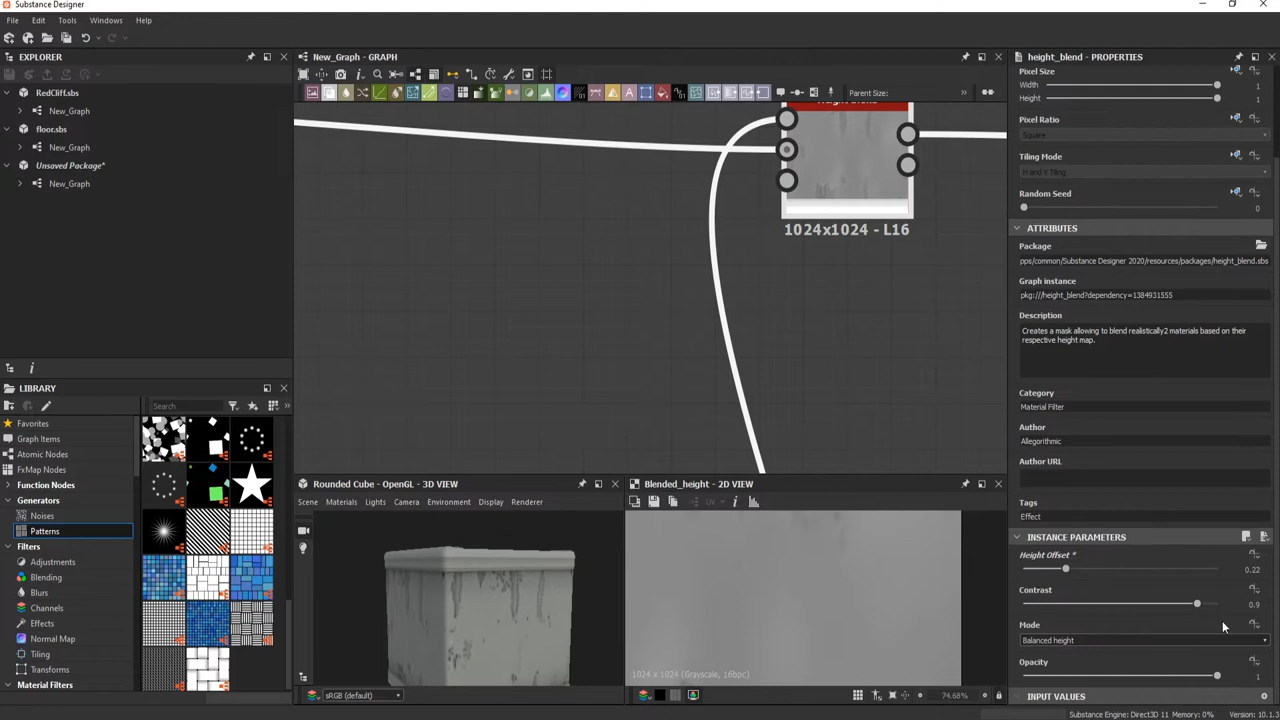 Substance Designer
File Edit Tools Windows Help
EXPLORER
RedCliff.sbs
New_Graph
floor.sbs
New_Graph
Unsaved Package*
New_Graph
LIBRARY
Search
Favorites
Graph Items
Atomic Nodes
FxMap Nodes
Function Nodes
Generators
Noises
Patterns
Filters
Adjustments
Blending
Blurs
Channels
Effects
Normal Map
Tiling
Transforms
Material Filters
New_Graph - GRAPH
Parent Size:
1024x1024 - L16
Rounded Cube - OpenGL - 3D VIEW
Scene Materials Lights Camera Environment Display Renderer
sRGB (default)
Blended_height - 2D VIEW
UV
1024 x 1024 (Grayscale, 16bpc)
74.68%
height_blend - PROPERTIES
Pixel Size
Width 1
Height 1
Pixel Ratio
Square
Tiling Mode
H and V Tiling
Random Seed
0
ATTRIBUTES
Package
pps/common/Substance Designer 2020/resources/packages/height_blend.sbs
Graph instance
pkg:///height_blend?dependency=1384931555
Description
Creates a mask allowing to blend realistically2 materials based on their
respective height map.
Category
Material Filter
Author
Allegorithmic
Author URL
Tags
Effect
INSTANCE PARAMETERS
Height Offset *
0.22
Contrast
0.9
Mode
Balanced height
Opacity
1
INPUT VALUES
Substance Engine: Direct3D 11 Memory: 0% Version: 10.1.3